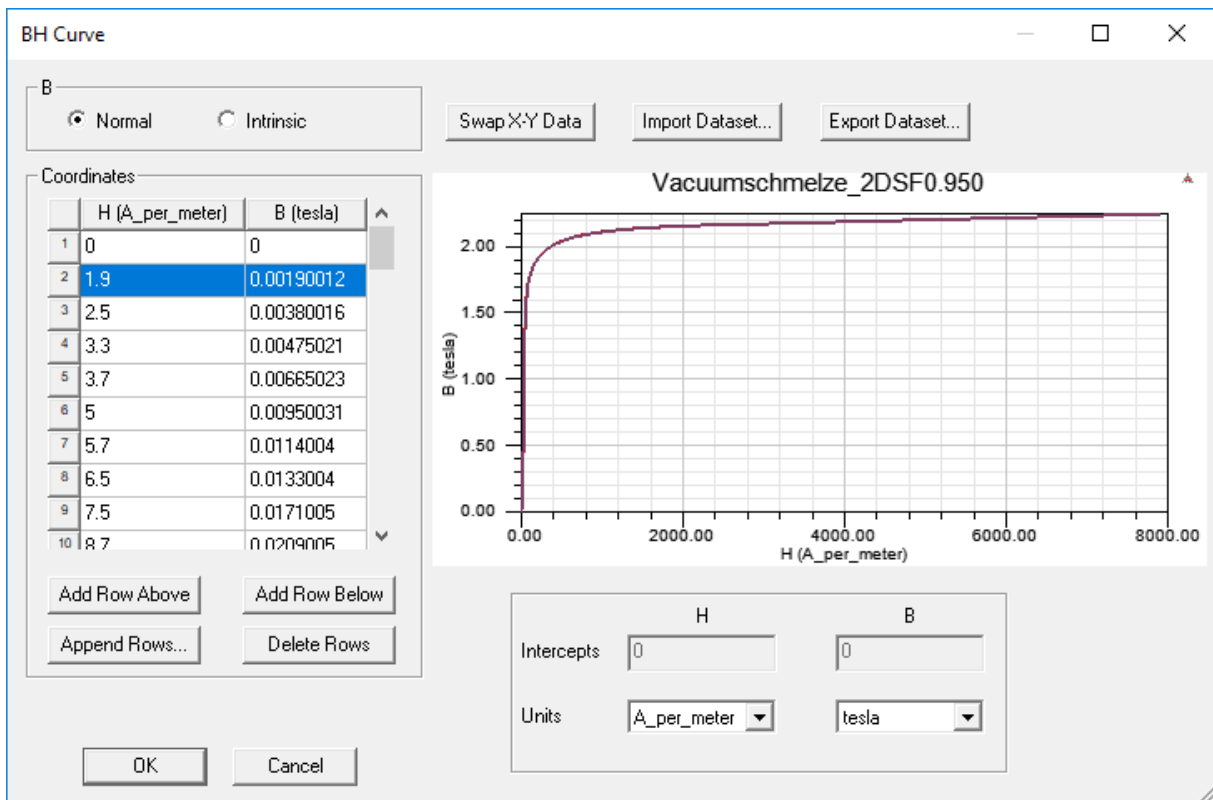 BH Curve
B
Normal
Intrinsic
Swap X-Y Data
Import Dataset...
Export Dataset...
Coordinates
H (A_per_meter) B (tesla)
1 0 0
2 1.9 0.00190012
3 2.5 0.00380016
4 3.3 0.00475021
5 3.7 0.00665023
6 5 0.00950031
7 5.7 0.0114004
8 6.5 0.0133004
9 7.5 0.0171005
10 8.7 0.0209005
Add Row Above
Add Row Below
Append Rows...
Delete Rows
Vacuumschmelze_2DSF0.950
B (tesla)
2.00
1.50
1.00
0.50
0.00
0.00 2000.00 4000.00 6000.00 8000.00
H (A_per_meter)
H B
Intercepts 0 0
Units A_per_meter tesla
OK
Cancel